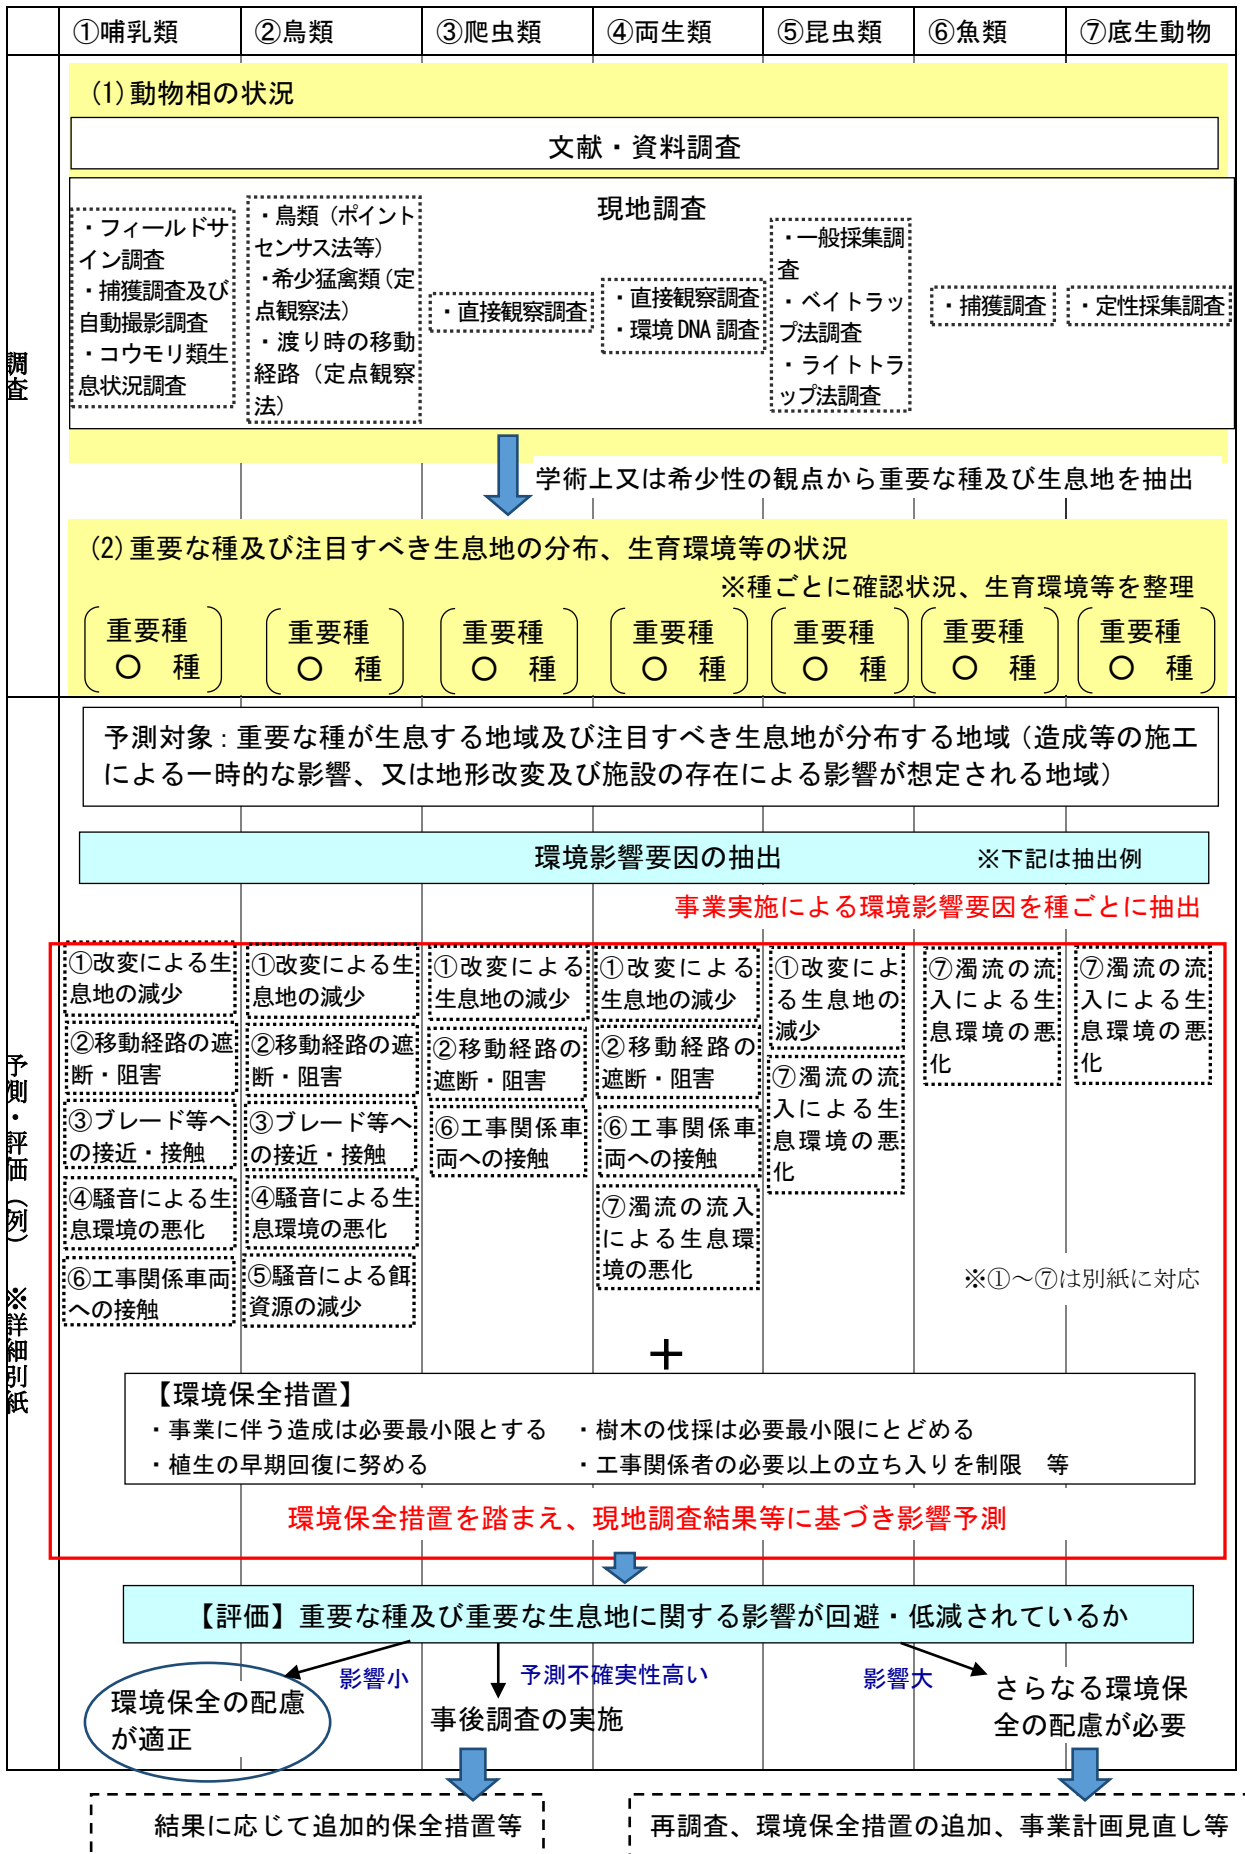 ①哺乳類 ②鳥類 ③爬虫類 ④両生類 ⑤昆虫類 ⑥魚類 ⑦底生動物
調査
(1)動物相の状況
文献・資料調査
現地調査
・フィールドサ
イン調査
・捕獲調査及び
自動撮影調査
・コウモリ類生
息状況調査
・鳥類（ポイント
センサス法等）
・希少猛禽類（定
点観察法）
・渡り時の移動
経路（定点観察
法）
・直接観察調査
・直接観察調査
・環境DNA調査
・一般採集調
査
・ベイトラッ
プ法調査
・ライトトラ
ップ法調査
・捕獲調査
・定性採集調査
学術上又は希少性の観点から重要な種及び生息地を抽出
(2)重要な種及び注目すべき生息地の分布、生育環境等の状況
※種ごとに確認状況、生育環境等を整理
重要種
〇　種
重要種
〇　種
重要種
〇　種
重要種
〇　種
重要種
〇　種
重要種
〇　種
重要種
〇　種
予測・評価（例）　※詳細別紙
予測対象：重要な種が生息する地域及び注目すべき生息地が分布する地域（造成等の施工
による一時的な影響、又は地形改変及び施設の存在による影響が想定される地域）
環境影響要因の抽出　※下記は抽出例
事業実施による環境影響要因を種ごとに抽出
①改変による生
息地の減少
②移動経路の遮
断・阻害
③ブレード等へ
の接近・接触
④騒音による生
息環境の悪化
⑥工事関係車両
への接触
①改変による生
息地の減少
②移動経路の遮
断・阻害
③ブレード等へ
の接近・接触
④騒音による生
息環境の悪化
⑤騒音による餌
資源の減少
①改変による
生息地の減少
②移動経路の
遮断・阻害
⑥工事関係車
両への接触
①改変による
生息地の減少
②移動経路の
遮断・阻害
⑥工事関係車
両への接触
⑦濁流の流入
による生息環
境の悪化
①改変によ
る生息地の
減少
⑦濁流の流
入による生
息環境の悪
化
⑦濁流の流
入による生
息環境の悪
化
⑦濁流の流
入による生
息環境の悪
化
※①～⑦は別紙に対応
＋
【環境保全措置】
・事業に伴う造成は必要最小限とする　・樹木の伐採は必要最小限にとどめる
・植生の早期回復に努める　・工事関係者の必要以上の立ち入りを制限　等
環境保全措置を踏まえ、現地調査結果等に基づき影響予測
【評価】重要な種及び重要な生息地に関する影響が回避・低減されているか
影響小
予測不確実性高い
影響大
環境保全の配慮
が適正
事後調査の実施
さらなる環境保
全の配慮が必要
結果に応じて追加的保全措置等
再調査、環境保全措置の追加、事業計画見直し等